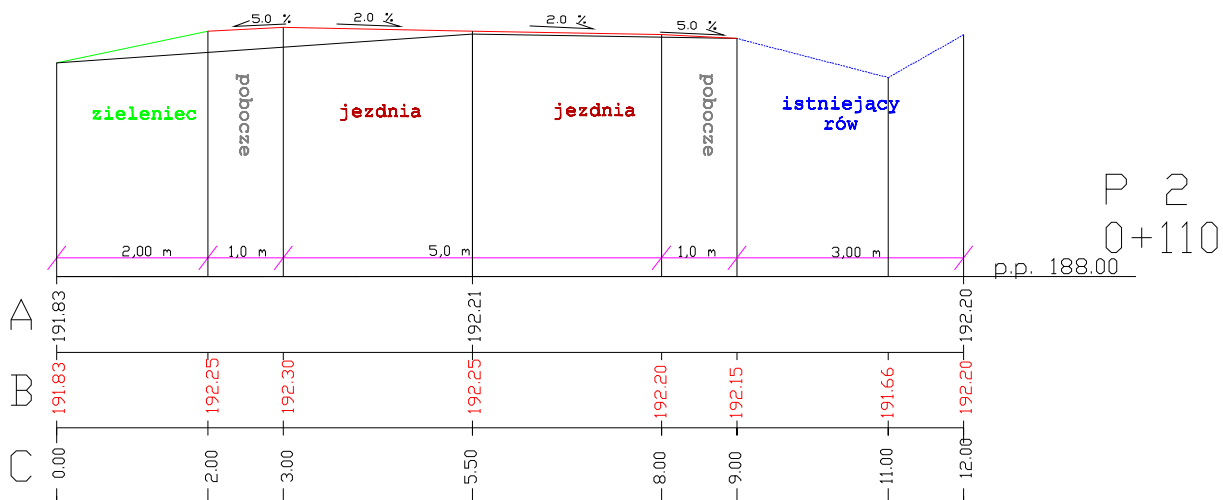 5.0 %
2.0 %
2.0 %
5.0 %
zieleniec
pobocze
jezdnia
jezdnia
pobocze
istniejący
rów
P 2
0+110
2,00 m
1,0 m
5,0 m
1,0 m
3,00 m
p.p. 188.00
A
191.83
192.21
192.20
B
191.83
192.25
192.30
192.25
192.20
192.15
191.66
192.20
C
0.00
2.00
3.00
5.50
8.00
9.00
11.00
12.00